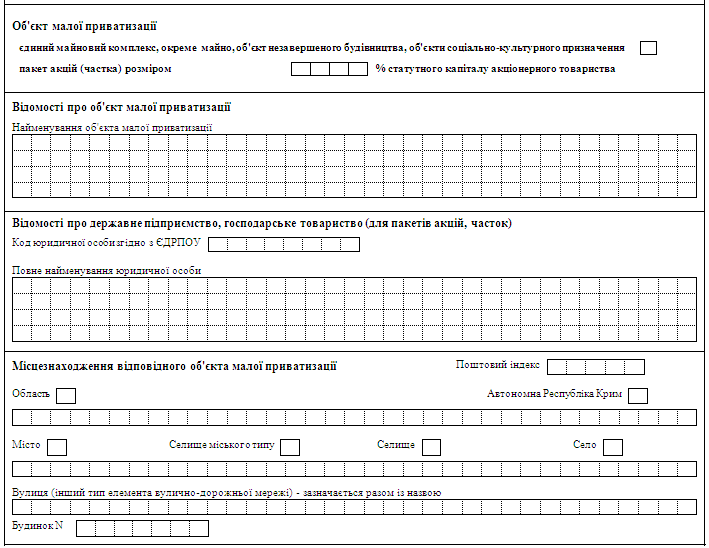 Об'єкт малої приватизації
єдиний майновий комплекс, окреме майно, об'єкт незавершеного будівництва, об'єкти соціально-культурного призначення
пакет акцій (частка) розміром % статутного капіталу акціонерного товариства
Відомості про об'єкт малої приватизації
Найменування об'єкта малої приватизації
Відомості про державне підприємство, господарське товариство (для пакетів акцій, часток)
Код юридичної особи згідно з ЄДРПОУ
Повне найменування юридичної особи
Місцезнаходження відповідного об'єкта малої приватизації Поштовий індекс
Область Автономна Республіка Крим
Місто Селище міського типу Селище Село
Вулиця (інший тип елемента вулично-дорожньої мережі) - зазначається разом із назвою
Будинок N